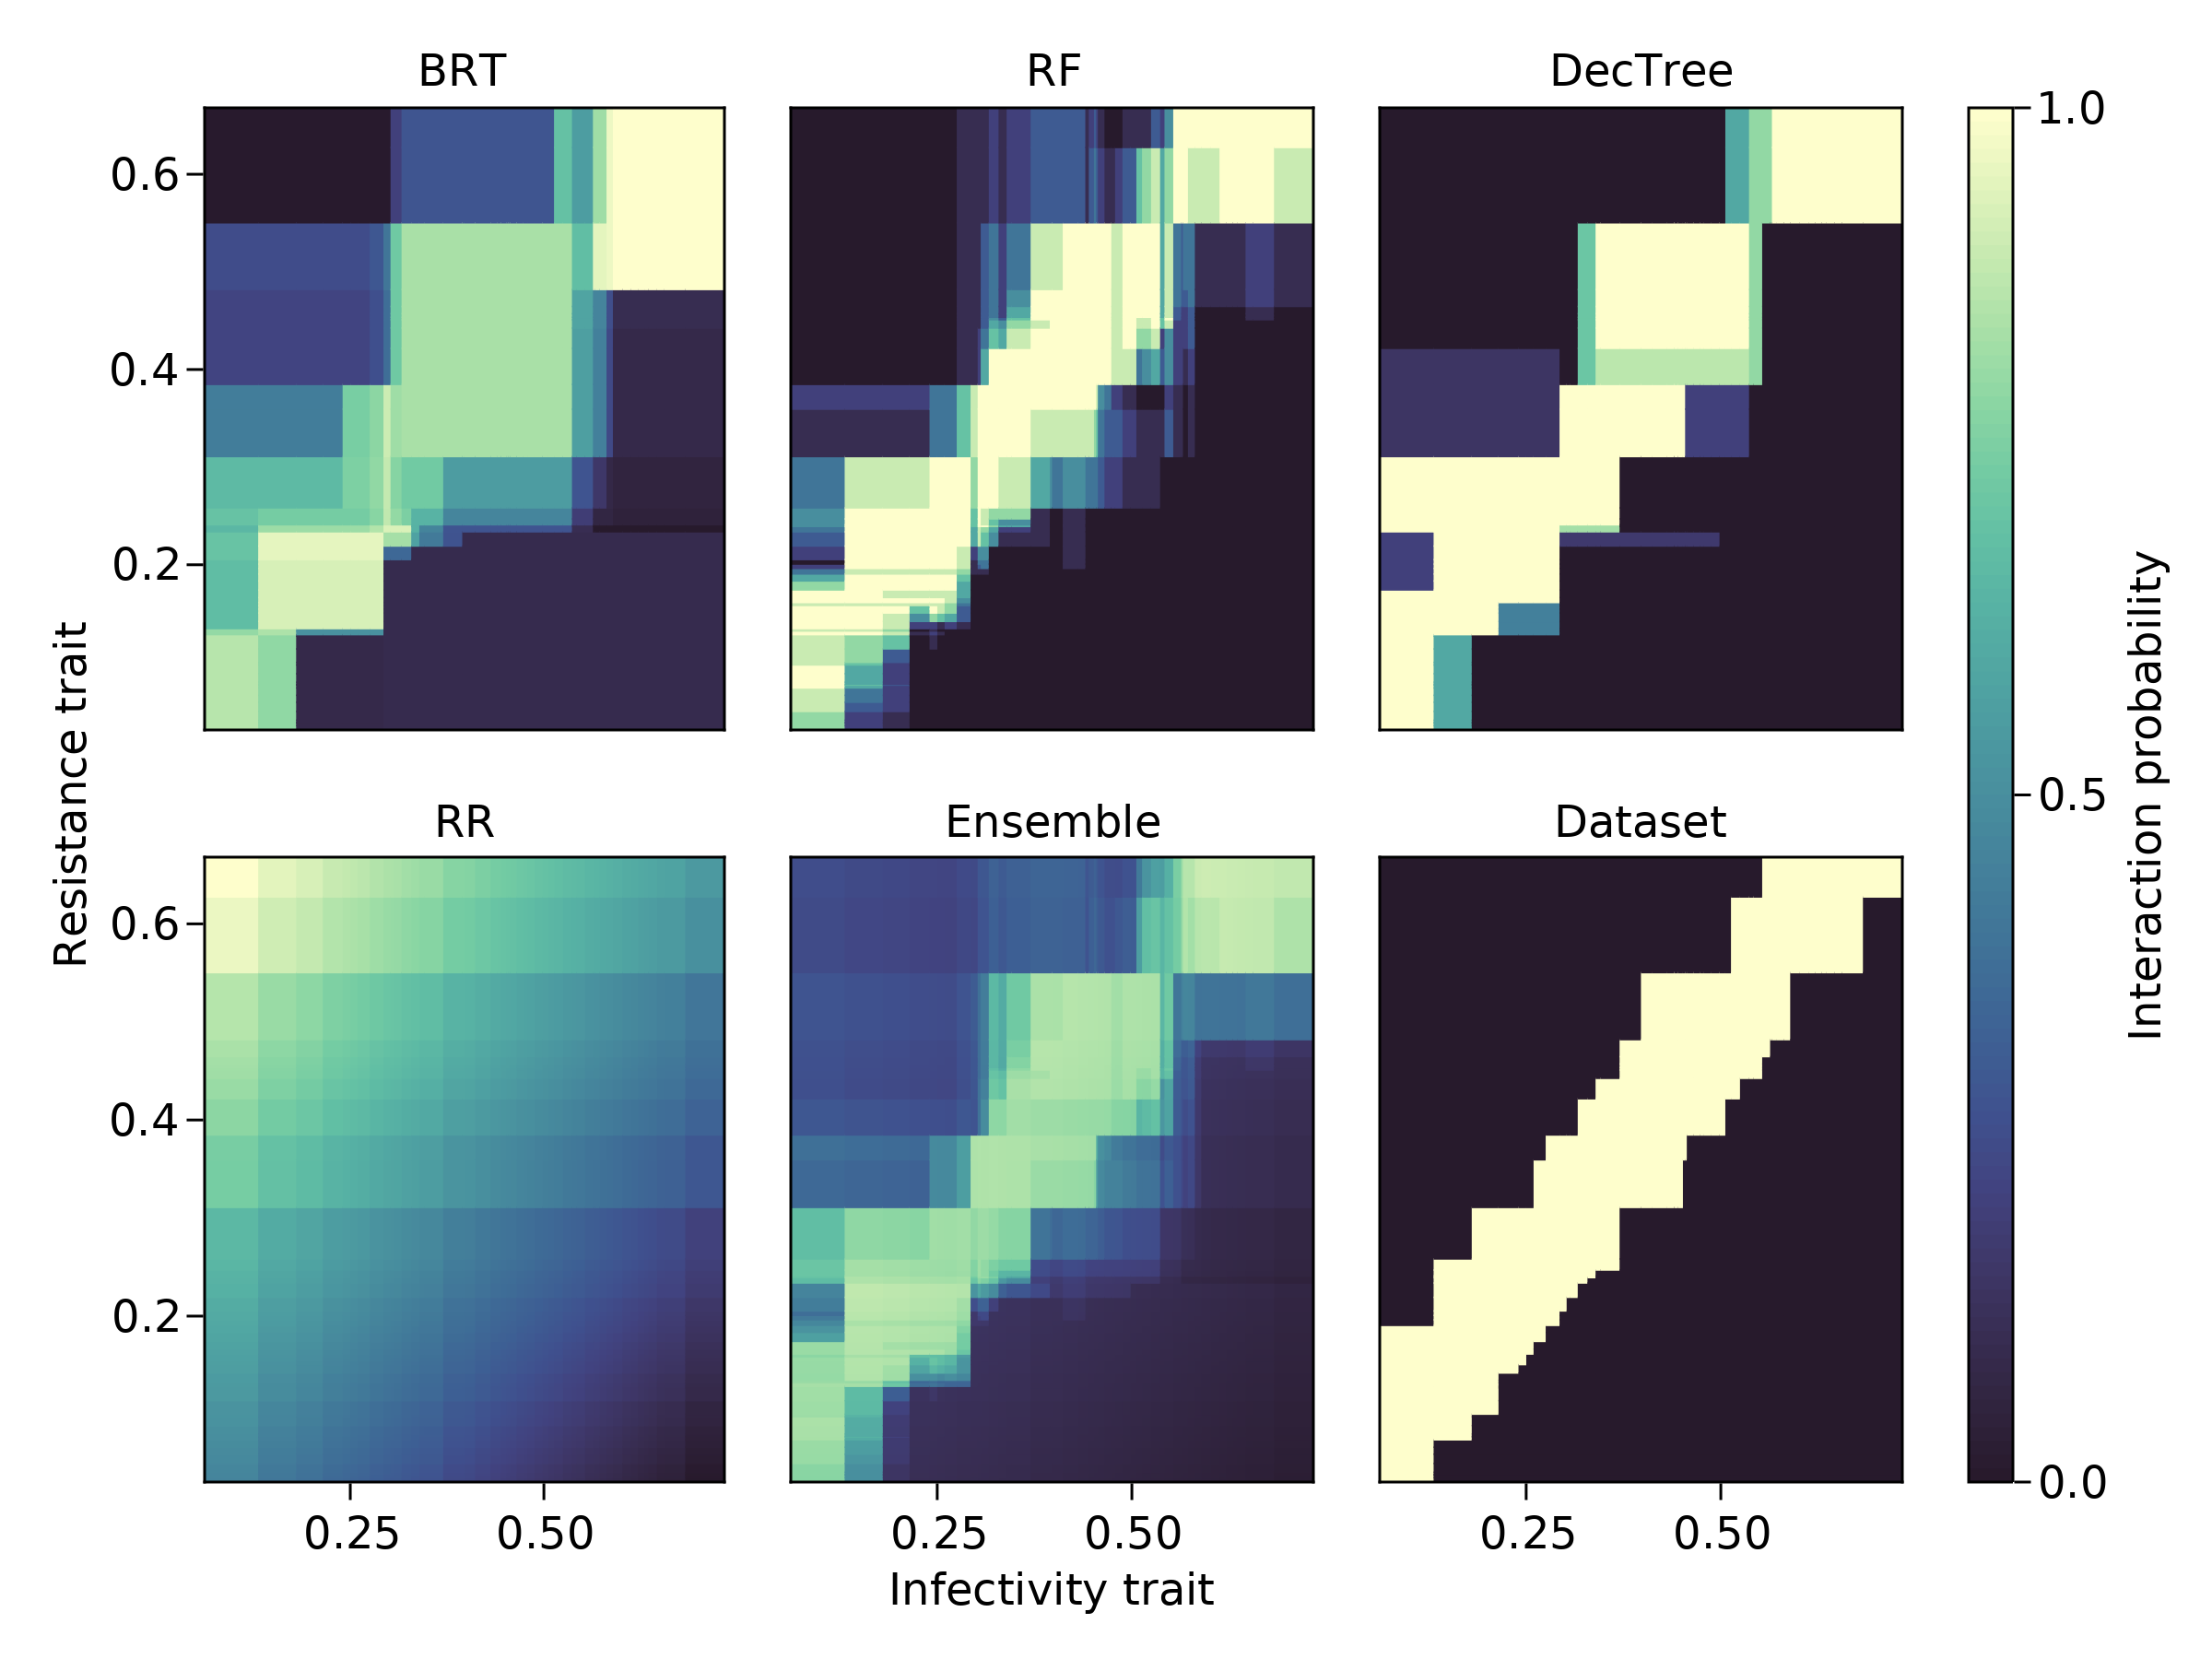 BRT
RF
DecTree
0.6
0.4
0.2
1.0
0.5
0.0
Interaction probability
Resistance trait
RR
Ensemble
Dataset
0.6
0.4
0.2
0.25 0.50
0.25 0.50
0.25 0.50
Infectivity trait